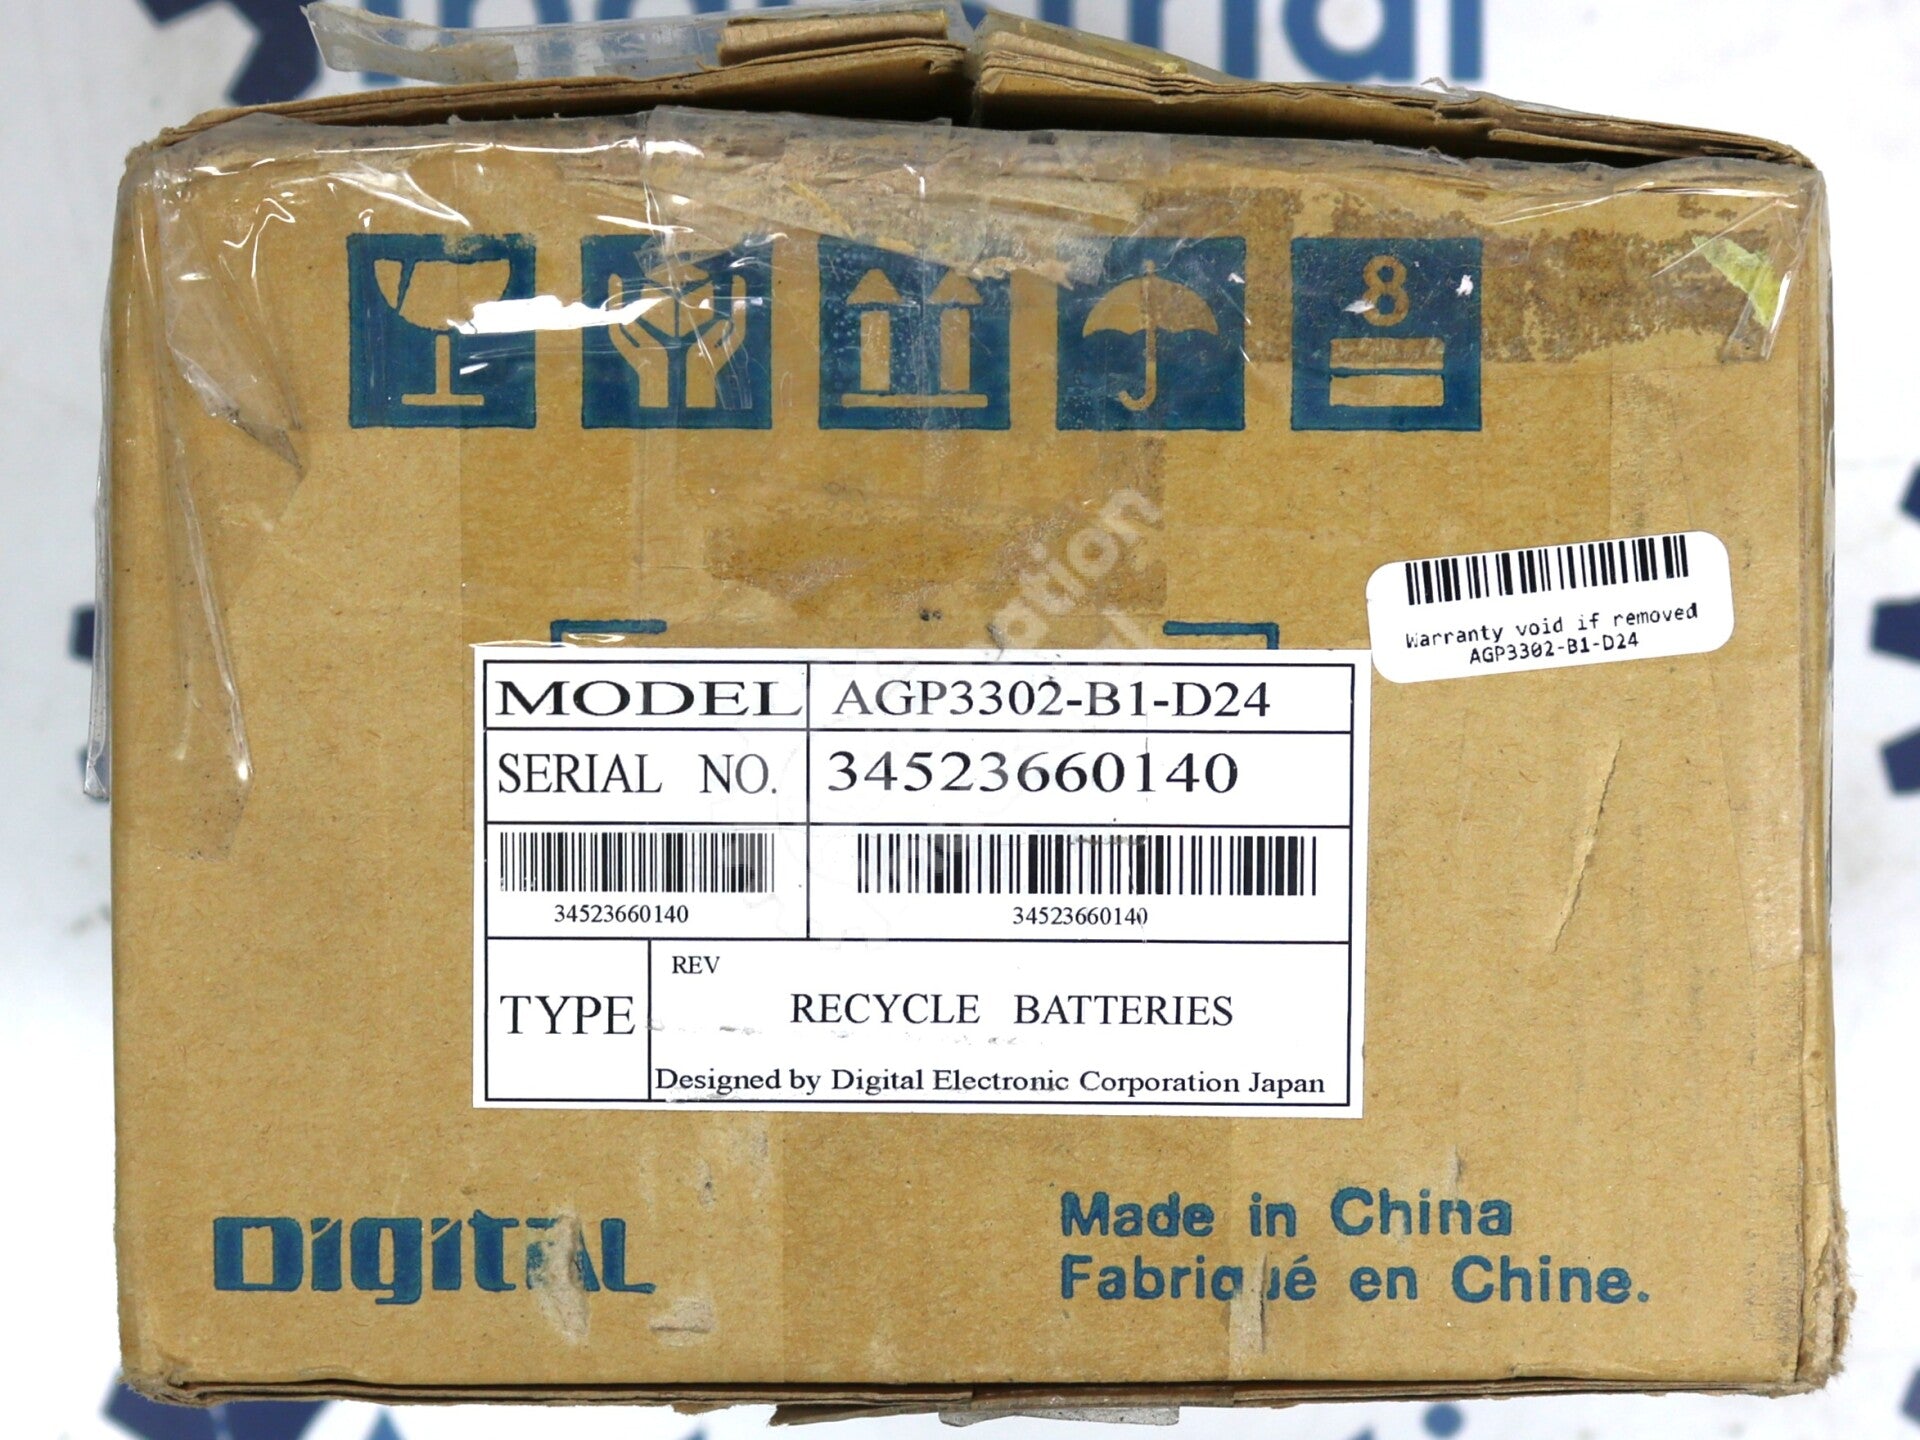 8
Warranty void if removed
AGP3302-B1-D24
MODEL AGP3302-B1-D24
SERIAL NO. 34523660140
34523660140 34523660140
REV
TYPE RECYCLE BATTERIES
Designed by Digital Electronic Corporation Japan
Digital
Made in China
Fabriqué en Chine.